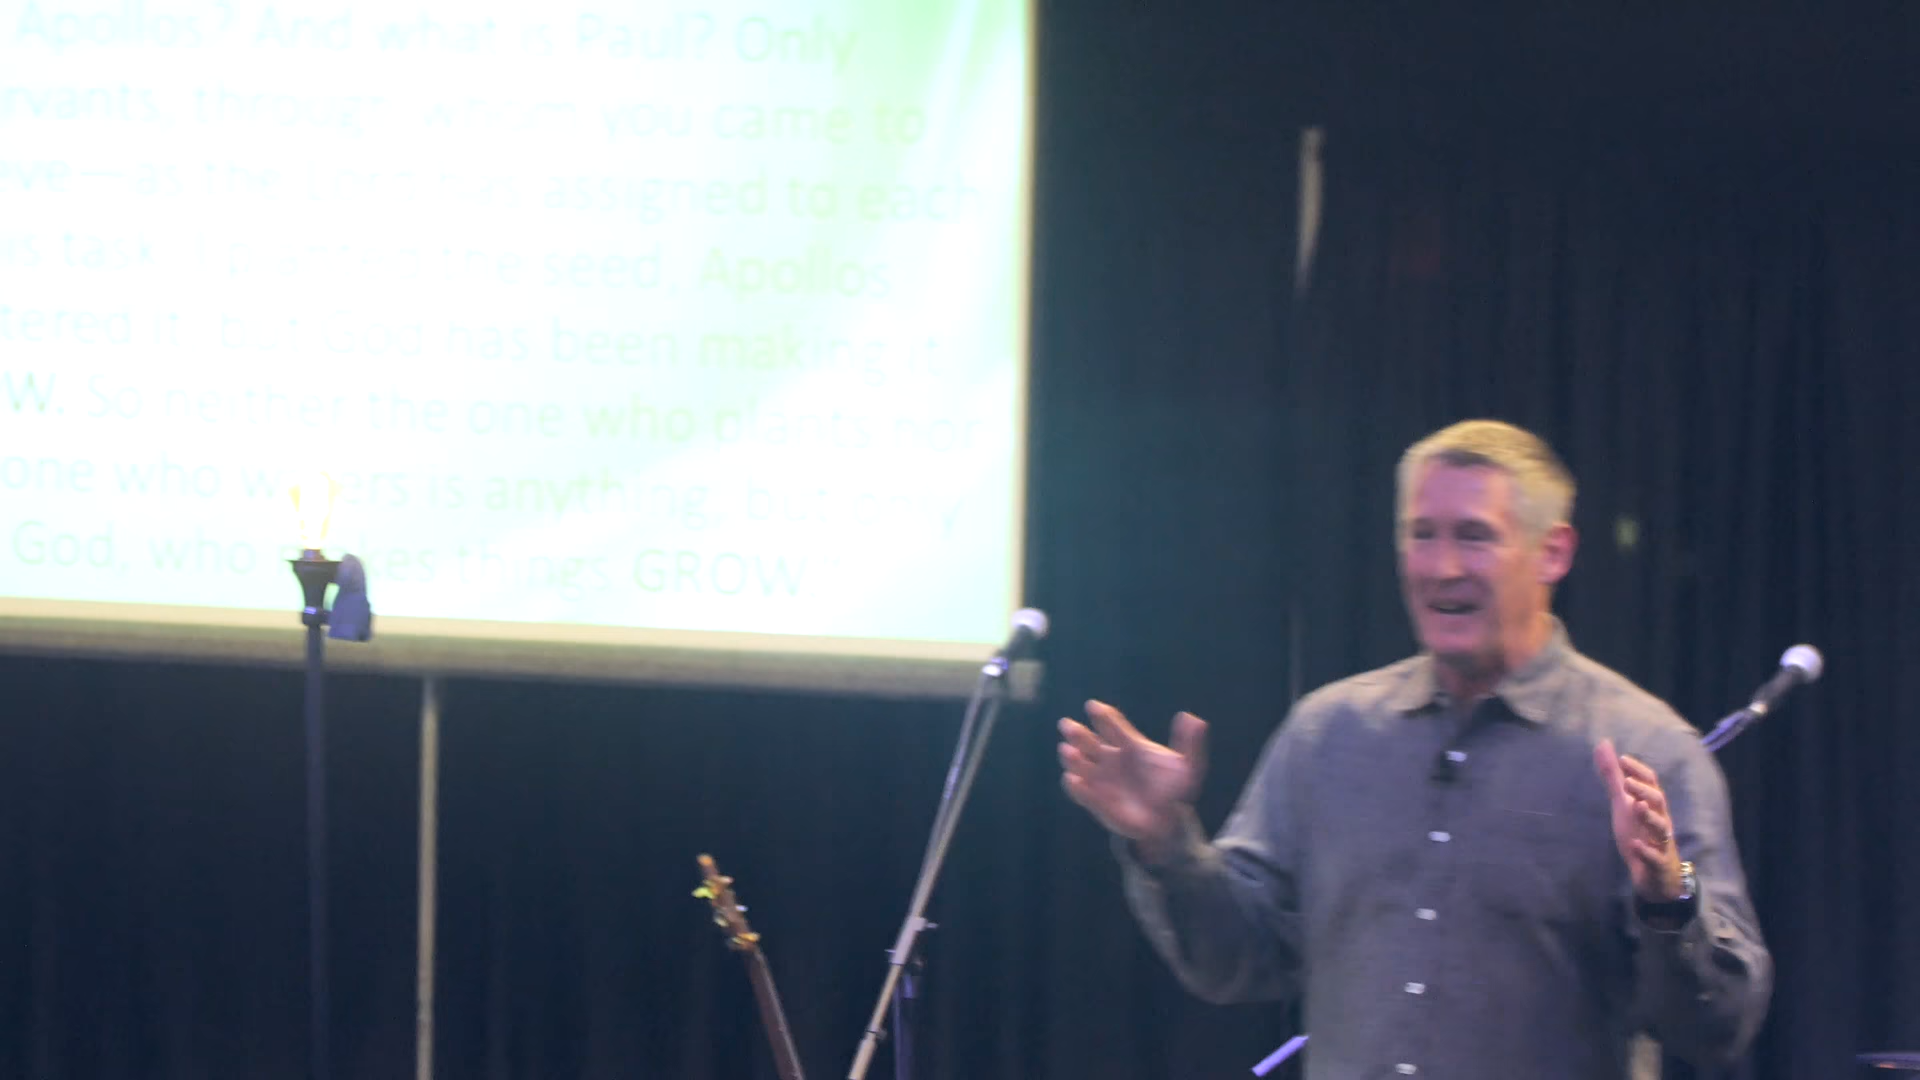 Apollos? And what is Paul? Only
rvants, through whom you came to
eve—as the Lord has assigned to each
is task. I planted the seed, Apollos
tered it, but God has been making it
W. So neither the one who plants nor
one who waters is anything, but only
God, who makes things GROW."